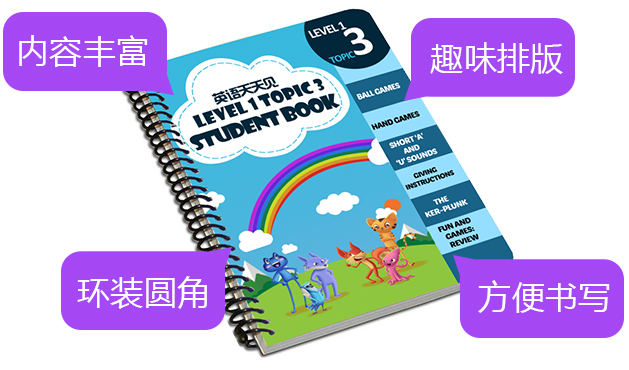 内容丰富
趣味排版
英语天天见
LEVEL 1 TOPIC 3
STUDENT BOOK
LEVEL 1
TOPIC 3
BALL GAMES
HAND GAMES
SHORT 'A'
AND
'U' SOUNDS
GIVING
INSTRUCTIONS
THE
KER-PLUNK
FUN AND
GAMES:
REVIEW
环装圆角
方便书写